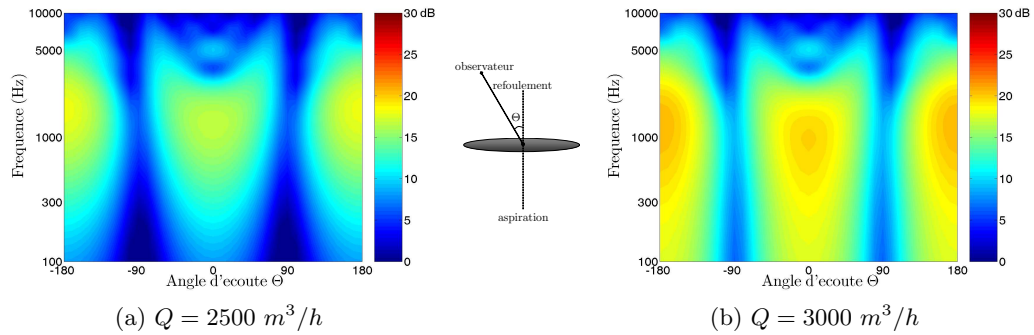 10000
5000
1000
300
100
Frequence (Hz)
-180
-90
0
90
180
Angle d'ecoute Θ
30 dB
25
20
15
10
5
0
(a) Q = 2500 m³/h
observateur
refoulement
Θ
aspiration
10000
5000
1000
300
100
Frequence (Hz)
-180
-90
0
90
180
Angle d'ecoute Θ
30 dB
25
20
15
10
5
0
(b) Q = 3000 m³/h